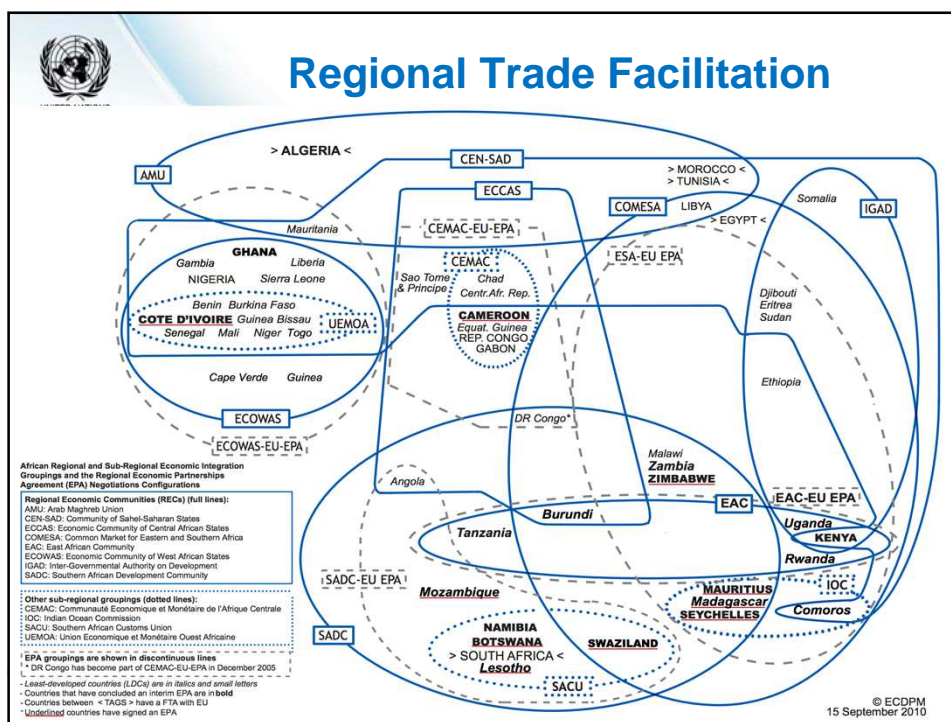 UNITED NATIONS
Regional Trade Facilitation
> ALGERIA <
CEN-SAD
AMU
> MOROCCO <
> TUNISIA <
ECCAS
COMESA
LIBYA
Somalia
IGAD
> EGYPT <
Mauritania
CEMAC-EU-EPA
GHANA
Gambia
Liberia
CEMAC
ESA-EU EPA
NIGERIA
Sierra Leone
Sao Tome
& Principe
Chad
Centr.Afr. Rep.
Benin Burkina Faso
COTE D'IVOIRE Guinea Bissau
UEMOA
Senegal Mali Niger Togo
CAMEROON
Equat. Guinea
REP. CONGO
GABON
Djibouti
Eritrea
Sudan
Cape Verde Guinea
Ethiopia
ECOWAS
DR Congo*
ECOWAS-EU-EPA
Malawi
Zambia
ZIMBABWE
Angola
EAC
EAC-EU EPA
Burundi
Uganda
Tanzania
KENYA
Rwanda
SADC-EU EPA
IOC
Mozambique
MAURITIUS
Madagascar
SEYCHELLES
Comoros
SADC
NAMIBIA
BOTSWANA
SWAZILAND
> SOUTH AFRICA <
Lesotho
SACU
African Regional and Sub-Regional Economic Integration
Groupings and the Regional Economic Partnerships
Agreement (EPA) Negotiations Configurations
Regional Economic Communities (RECs) (full lines):
AMU: Arab Maghreb Union
CEN-SAD: Community of Sahel-Saharan States
ECCAS: Economic Community of Central African States
COMESA: Common Market for Eastern and Southern Africa
EAC: East African Community
ECOWAS: Economic Community of West African States
IGAD: Inter-Governmental Authority on Development
SADC: Southern African Development Community
Other sub-regional groupings (dotted lines):
CEMAC: Communauté Economique et Monétaire de l'Afrique Centrale
IOC: Indian Ocean Commission
SACU: Southern African Customs Union
UEMOA: Union Economique et Monétaire Ouest Africaine
EPA groupings are shown in discontinuous lines
* DR Congo has become part of CEMAC-EU-EPA in December 2005
- Least-developed countries (LDCs) are in italics and small letters
- Countries that have concluded an interim EPA are in bold
- Countries between < TAGS > have a FTA with EU
- Underlined countries have signed an EPA
© ECDPM
15 September 2010